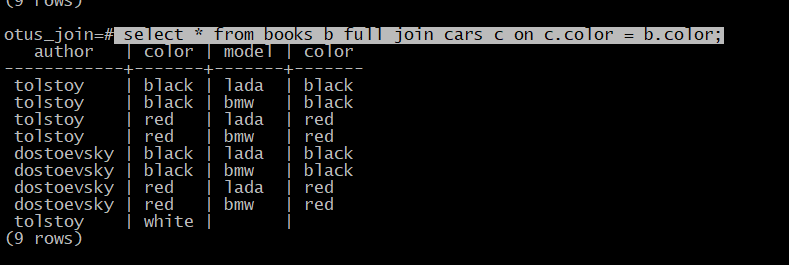 (9 rows)
otus_join=# select * from books b full join cars c on c.color = b.color;
   author   | color | model | color
------------+-------+-------+-------
 tolstoy    | black | lada  | black
 tolstoy    | black | bmw   | black
 tolstoy    | red   | lada  | red
 tolstoy    | red   | bmw   | red
 dostoevsky | black | lada  | black
 dostoevsky | black | bmw   | black
 dostoevsky | red   | lada  | red
 dostoevsky | red   | bmw   | red
 tolstoy    | white |       |
(9 rows)